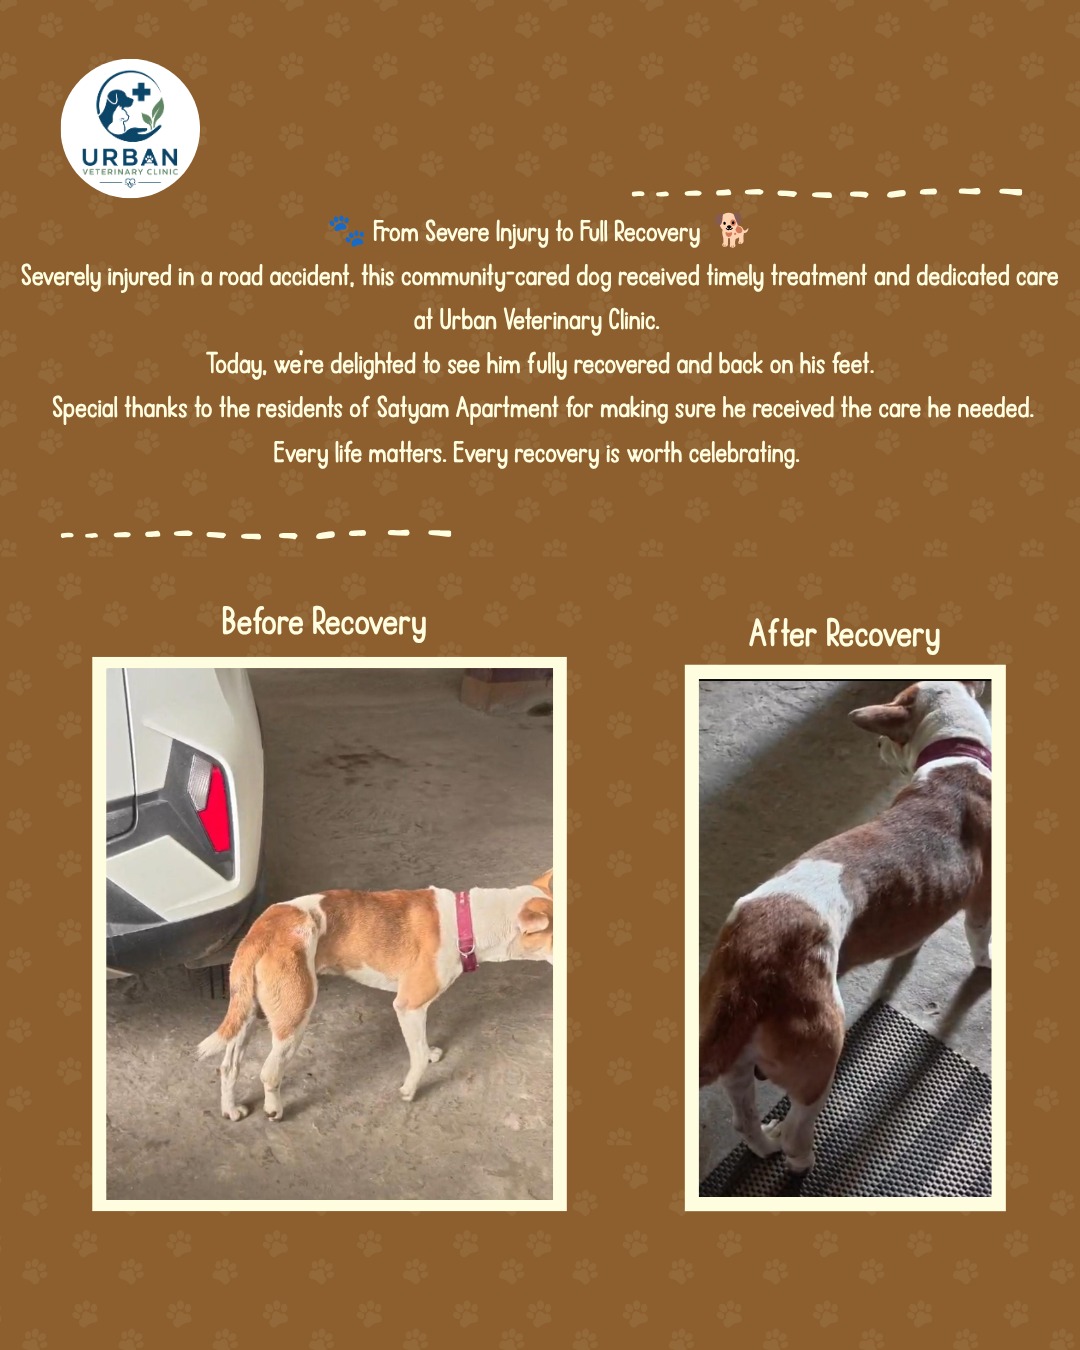 URBAN
VETERINARY CLINIC
🐾 From Severe Injury to Full Recovery 🐕
Severely injured in a road accident, this community-cared dog received timely treatment and dedicated care
at Urban Veterinary Clinic.
Today, we're delighted to see him fully recovered and back on his feet.
Special thanks to the residents of Satyam Apartment for making sure he received the care he needed.
Every life matters. Every recovery is worth celebrating.
Before Recovery
After Recovery